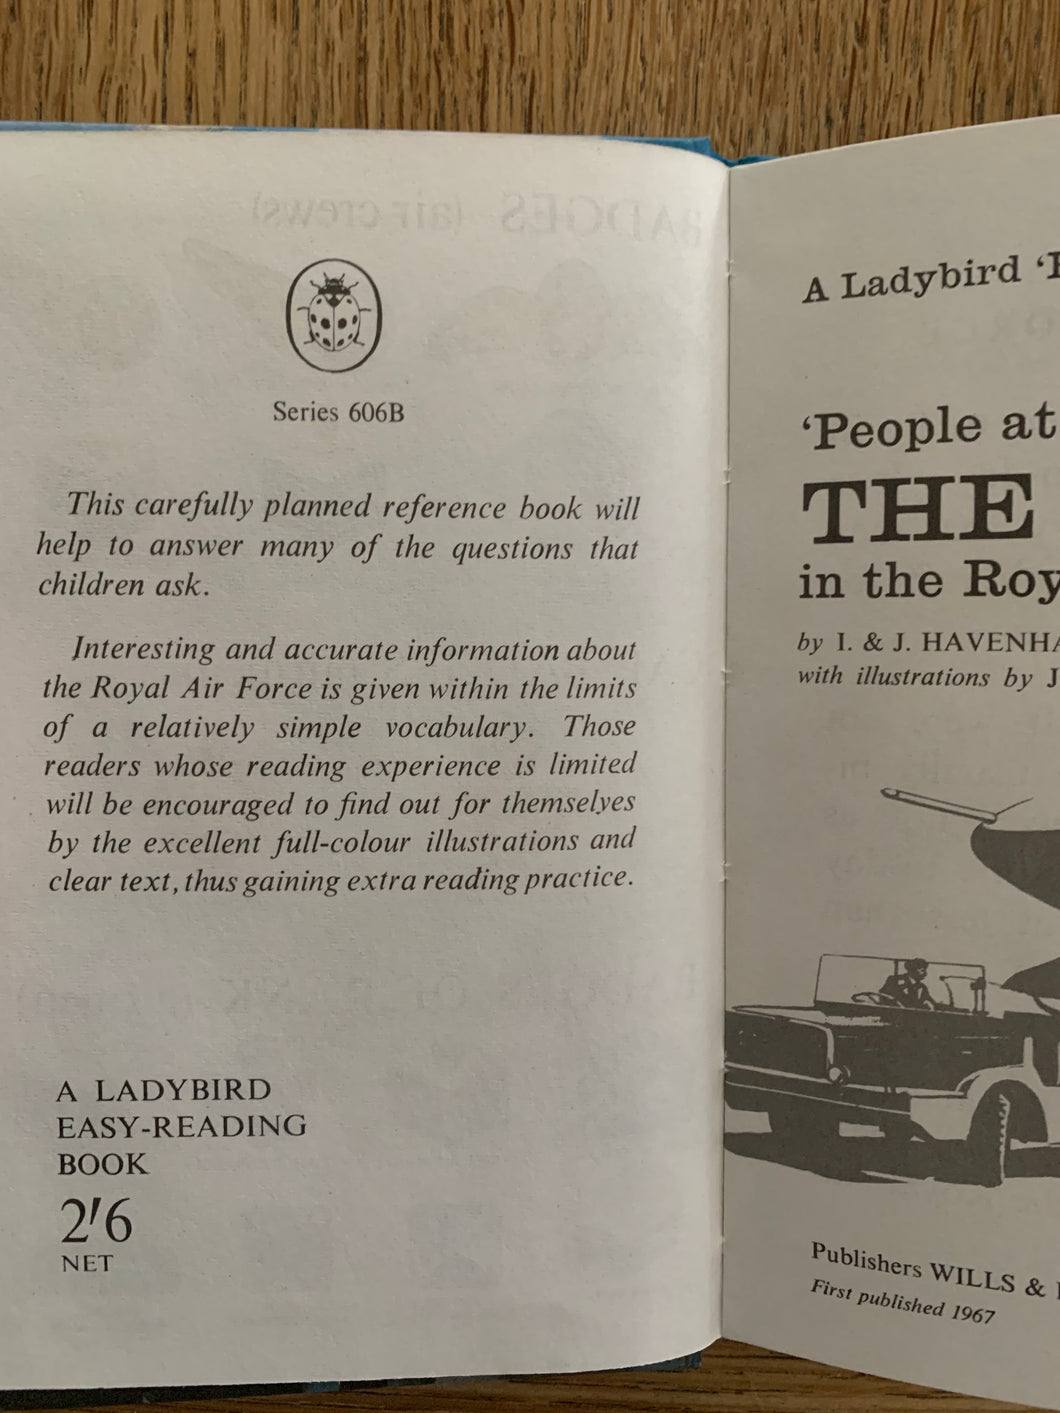 Series 606B
This carefully planned reference book will
help to answer many of the questions that
children ask.
Interesting and accurate information about
the Royal Air Force is given within the limits
of a relatively simple vocabulary. Those
readers whose reading experience is limited
will be encouraged to find out for themselves
by the excellent full-colour illustrations and
clear text, thus gaining extra reading practice.
A LADYBIRD
EASY-READING
BOOK
2'6
NET
A Ladybird
'People at
THE
in the Roy
by I. & J. HAVENHA
with illustrations by J
Publishers WILLS &
First published 1967
BADGES (air crews)